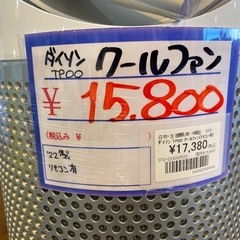 ダイソン クールファン
TP00
¥ 15.800
(税込み ¥ )
'22年製
リモコン有
¥17,380